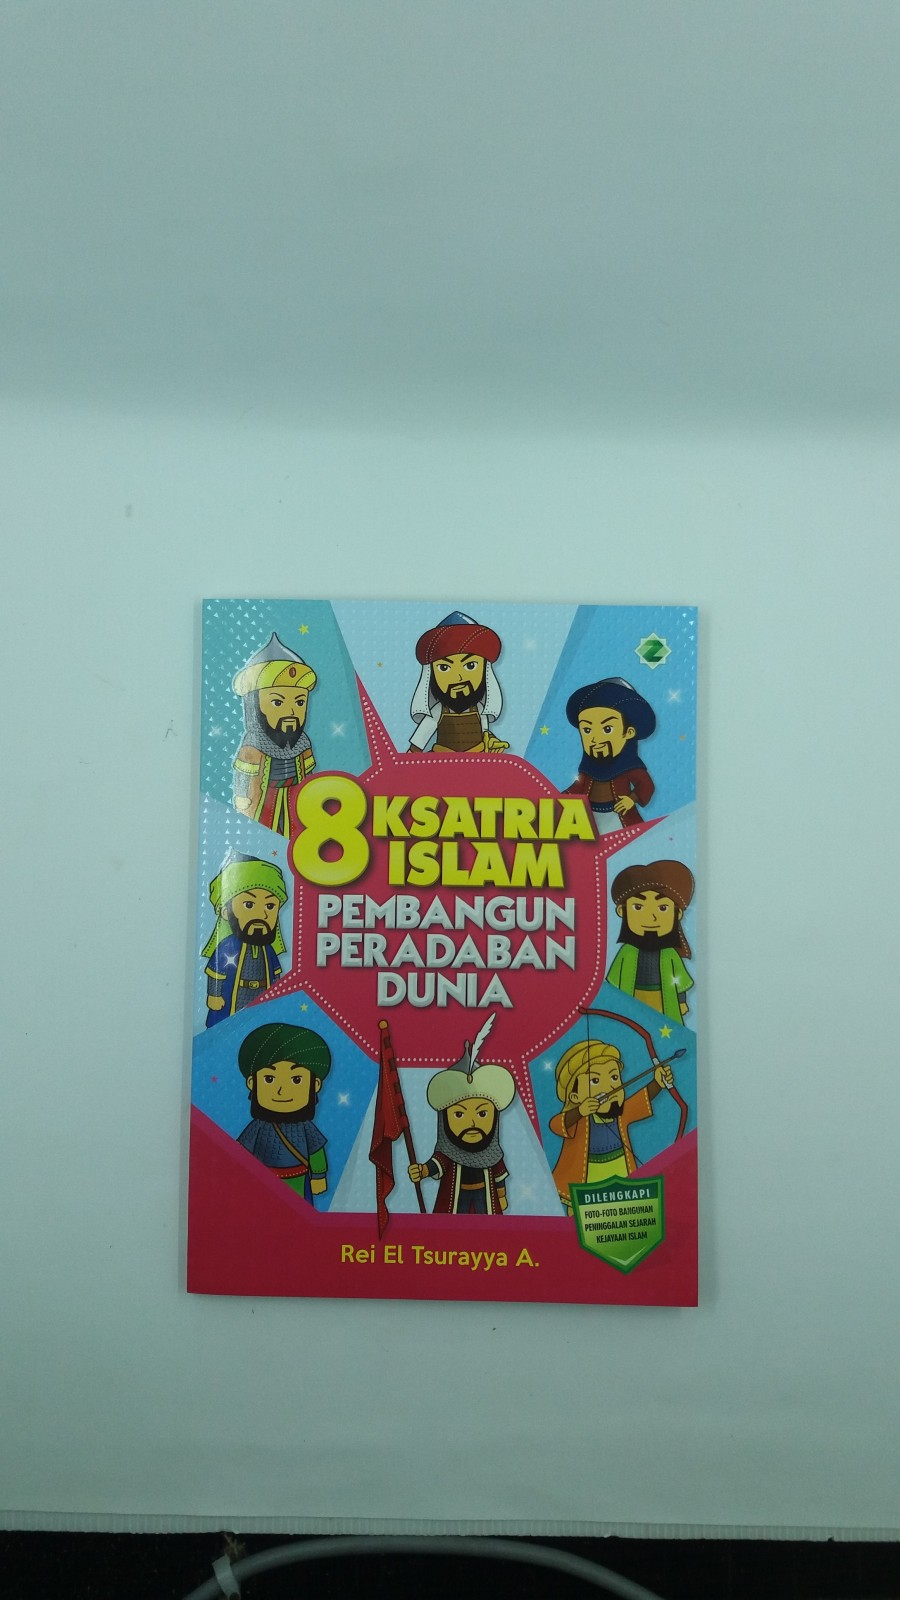 Z
8 KSATRIA
ISLAM
PEMBANGUN
PERADABAN
DUNIA
DILENGKAPI
FOTO-FOTO BANGUNAN
PENINGGALAN SEJARAH
KEJAYAAN ISLAM
Rei El Tsurayya A.